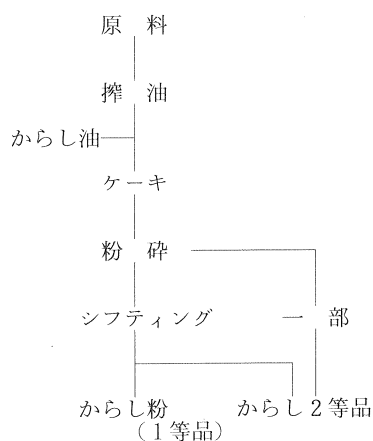 原料
搾油
からし油
ケーキ
粉砕
シフティング
一部
からし粉
(1等品)
からし2等品